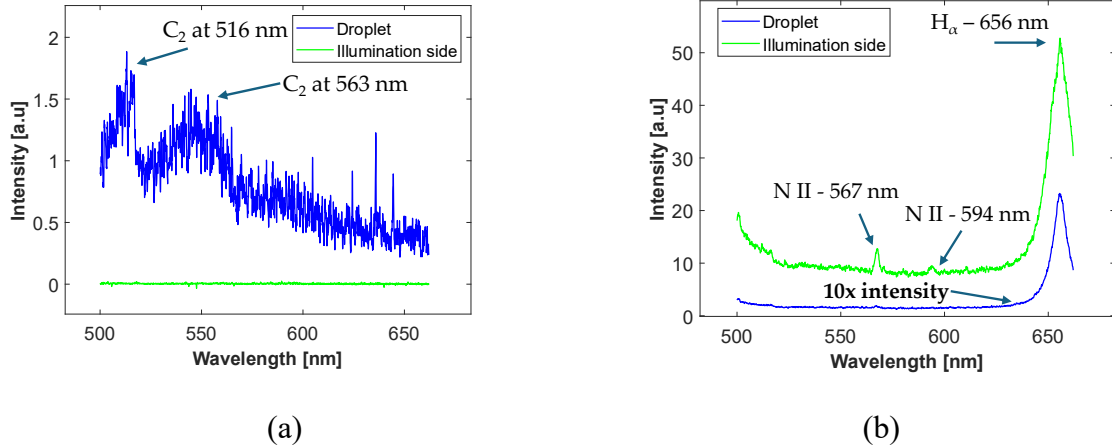 C₂ at 516 nm
Droplet
Illumination side
C₂ at 563 nm
2
1.5
1
0.5
0
Intensity [a.u]
500
550
600
650
Wavelength [nm]
(a)
Droplet
Illumination side
Hα – 656 nm
N II - 567 nm
N II - 594 nm
10x intensity
50
40
30
20
10
0
Intensity [a.u]
500
550
600
650
Wavelength [nm]
(b)